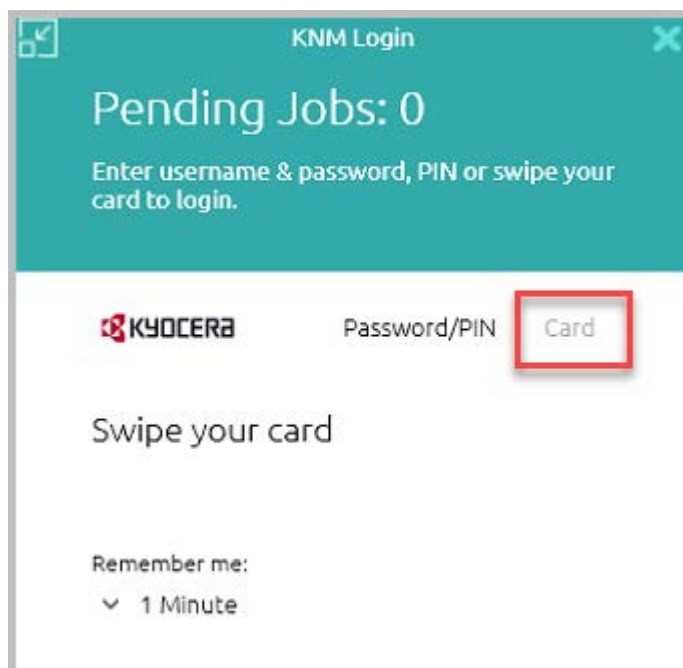 KNM Login
Pending Jobs: 0
Enter username & password, PIN or swipe your
card to login.
KYOCERA Password/PIN Card
Swipe your card
Remember me:
1 Minute